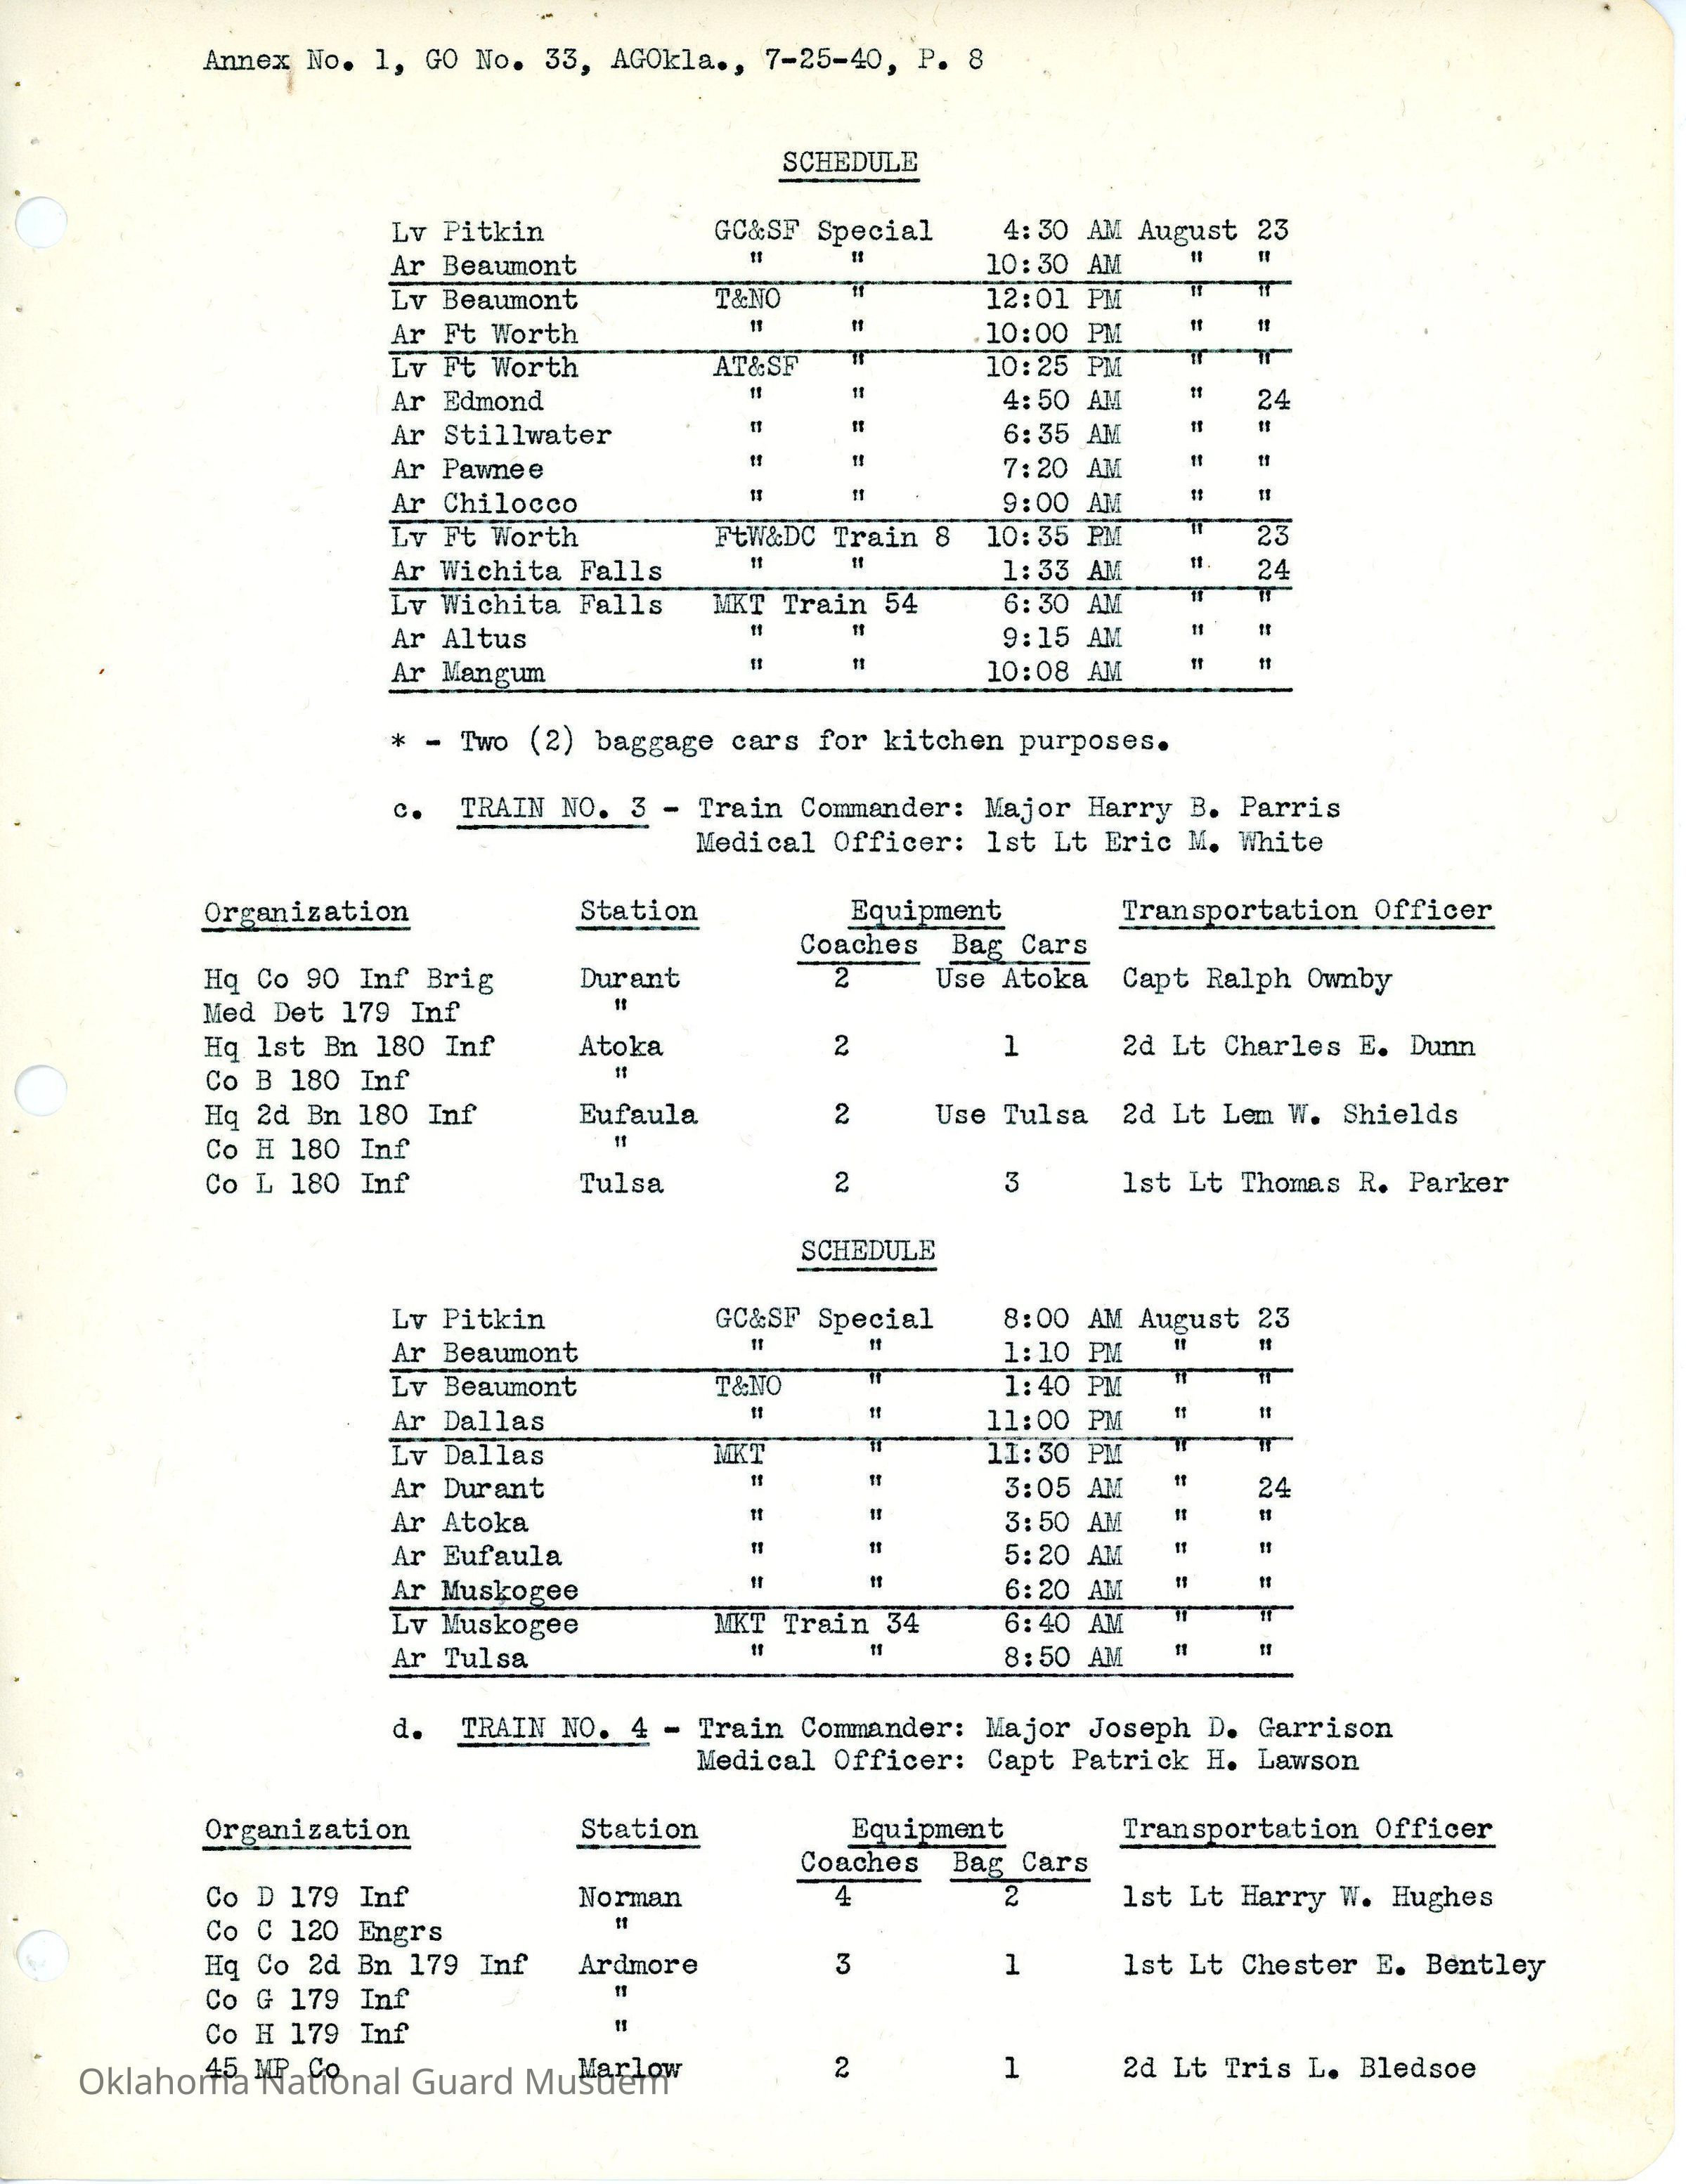 Annex No. 1, GO No. 33, AGOkla., 7-25-40, P. 8
SCHEDULE
Lv Pitkin GC&SF Special 4:30 AM August 23
Ar Beaumont " " 10:30 AM " "
Lv Beaumont T&NO " 12:01 PM " "
Ar Ft Worth " " 10:00 PM " "
Lv Ft Worth AT&SF " 10:25 PM " "
Ar Edmond " " 4:50 AM " 24
Ar Stillwater " " 6:35 AM " "
Ar Pawnee " " 7:20 AM " "
Ar Chilocco " " 9:00 AM " "
Lv Ft Worth FtW&DC Train 8 10:35 PM " 23
Ar Wichita Falls " " 1:33 AM " 24
Lv Wichita Falls MKT Train 54 6:30 AM " "
Ar Altus " " 9:15 AM " "
Ar Mangum " " 10:08 AM " "
* - Two (2) baggage cars for kitchen purposes.
c. TRAIN NO. 3 - Train Commander: Major Harry B. Parris
Medical Officer: 1st Lt Eric M. White
Organization Station Equipment Transportation Officer
Coaches Bag Cars
Hq Co 90 Inf Brig Durant 2 Use Atoka Capt Ralph Ownby
Med Det 179 Inf "
Hq 1st Bn 180 Inf Atoka 2 1 2d Lt Charles E. Dunn
Co B 180 Inf "
Hq 2d Bn 180 Inf Eufaula 2 Use Tulsa 2d Lt Lem W. Shields
Co H 180 Inf "
Co L 180 Inf Tulsa 2 3 1st Lt Thomas R. Parker
SCHEDULE
Lv Pitkin GC&SF Special 8:00 AM August 23
Ar Beaumont " " 1:10 PM " "
Lv Beaumont T&NO " 1:40 PM " "
Ar Dallas " " 11:00 PM " "
Lv Dallas MKT " 11:30 PM " "
Ar Durant " " 3:05 AM " 24
Ar Atoka " " 3:50 AM " "
Ar Eufaula " " 5:20 AM " "
Ar Muskogee " " 6:20 AM " "
Lv Muskogee MKT Train 34 6:40 AM " "
Ar Tulsa " " 8:50 AM " "
d. TRAIN NO. 4 - Train Commander: Major Joseph D. Garrison
Medical Officer: Capt Patrick H. Lawson
Organization Station Equipment Transportation Officer
Coaches Bag Cars
Co D 179 Inf Norman 4 2 1st Lt Harry W. Hughes
Co C 120 Engrs "
Hq Co 2d Bn 179 Inf Ardmore 3 1 1st Lt Chester E. Bentley
Co G 179 Inf "
Co H 179 Inf "
45 MP Co Marlow 2 1 2d Lt Tris L. Bledsoe
Oklahoma National Guard Musuem